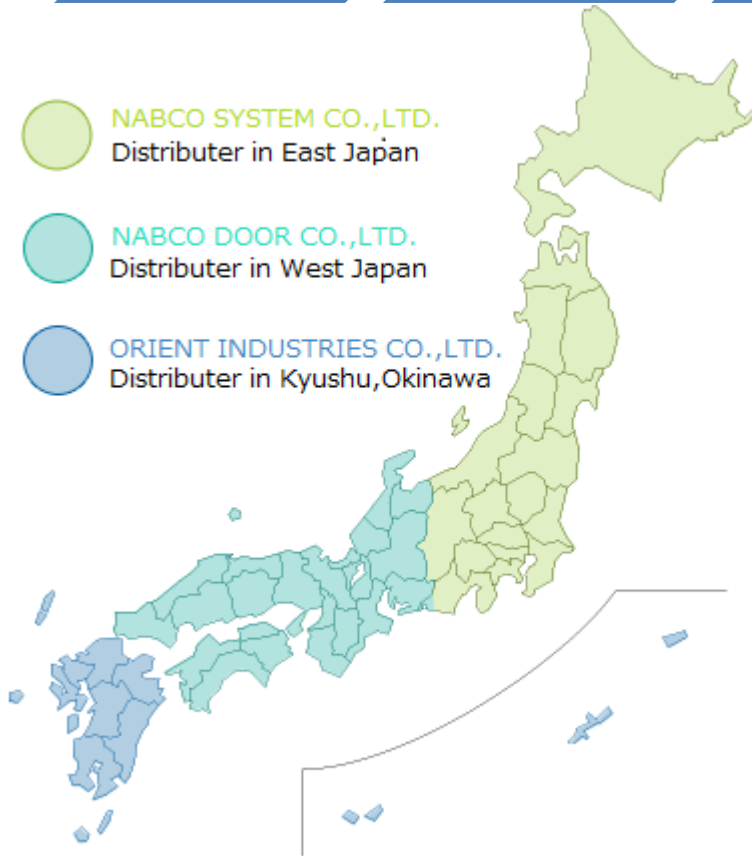 NABCO SYSTEM CO.,LTD.
Distributer in East Japan
NABCO DOOR CO.,LTD.
Distributer in West Japan
ORIENT INDUSTRIES CO.,LTD.
Distributer in Kyushu,Okinawa